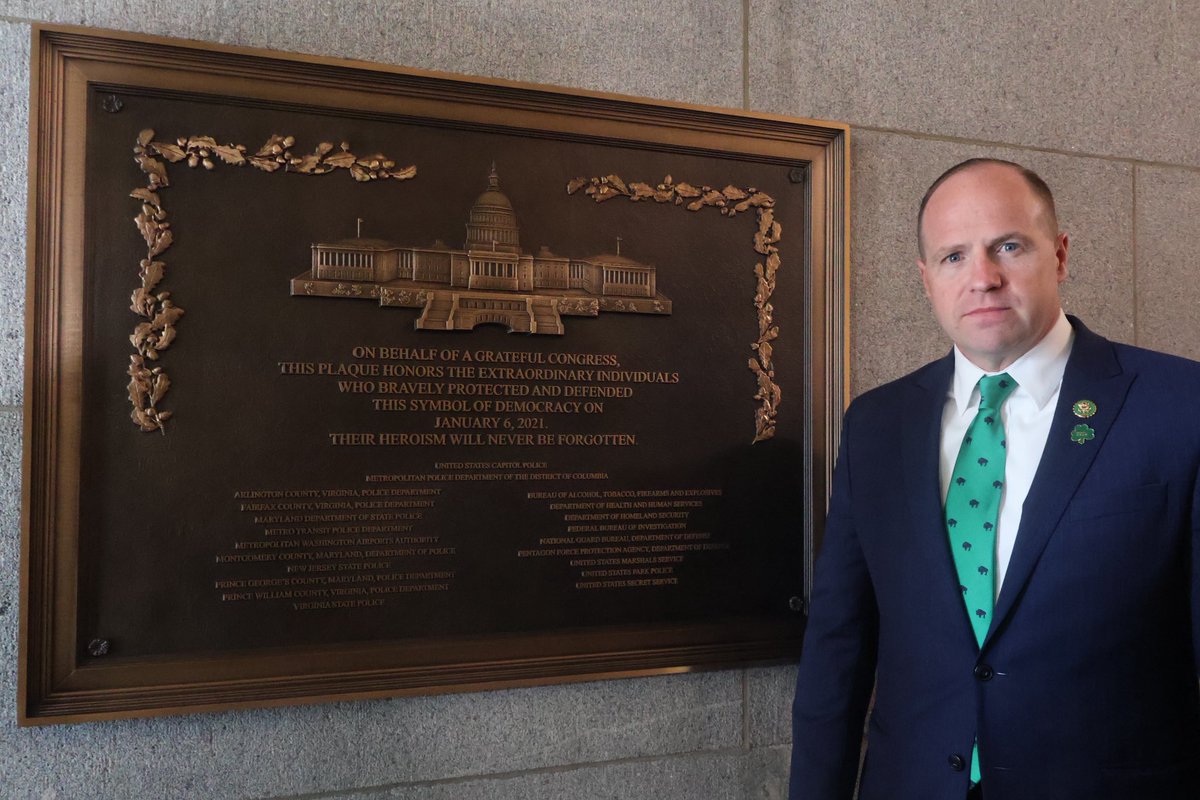 ON BEHALF OF A GRATEFUL CONGRESS,
THIS PLAQUE HONORS THE EXTRAORDINARY INDIVIDUALS
WHO BRAVELY PROTECTED AND DEFENDED
THIS SYMBOL OF DEMOCRACY ON
JANUARY 6, 2021.
THEIR HEROISM WILL NEVER BE FORGOTTEN.
UNITED STATES CAPITOL POLICE
METROPOLITAN POLICE DEPARTMENT OF THE DISTRICT OF COLUMBIA
ARLINGTON COUNTY, VIRGINIA, POLICE DEPARTMENT
FAIRFAX COUNTY, VIRGINIA, POLICE DEPARTMENT
MARYLAND DEPARTMENT OF STATE POLICE
METRO TRANSIT POLICE DEPARTMENT
METROPOLITAN WASHINGTON AIRPORTS AUTHORITY
MONTGOMERY COUNTY, MARYLAND, DEPARTMENT OF POLICE
NEW JERSEY STATE POLICE
PRINCE GEORGE'S COUNTY, MARYLAND, POLICE DEPARTMENT
PRINCE WILLIAM COUNTY, VIRGINIA, POLICE DEPARTMENT
VIRGINIA STATE POLICE
BUREAU OF ALCOHOL, TOBACCO, FIREARMS AND EXPLOSIVES
DEPARTMENT OF HEALTH AND HUMAN SERVICES
DEPARTMENT OF HOMELAND SECURITY
FEDERAL BUREAU OF INVESTIGATION
NATIONAL GUARD BUREAU, DEPARTMENT OF DEFENSE
PENTAGON FORCE PROTECTION AGENCY, DEPARTMENT OF DEFENSE
UNITED STATES MARSHALS SERVICE
UNITED STATES PARK POLICE
UNITED STATES SECRET SERVICE